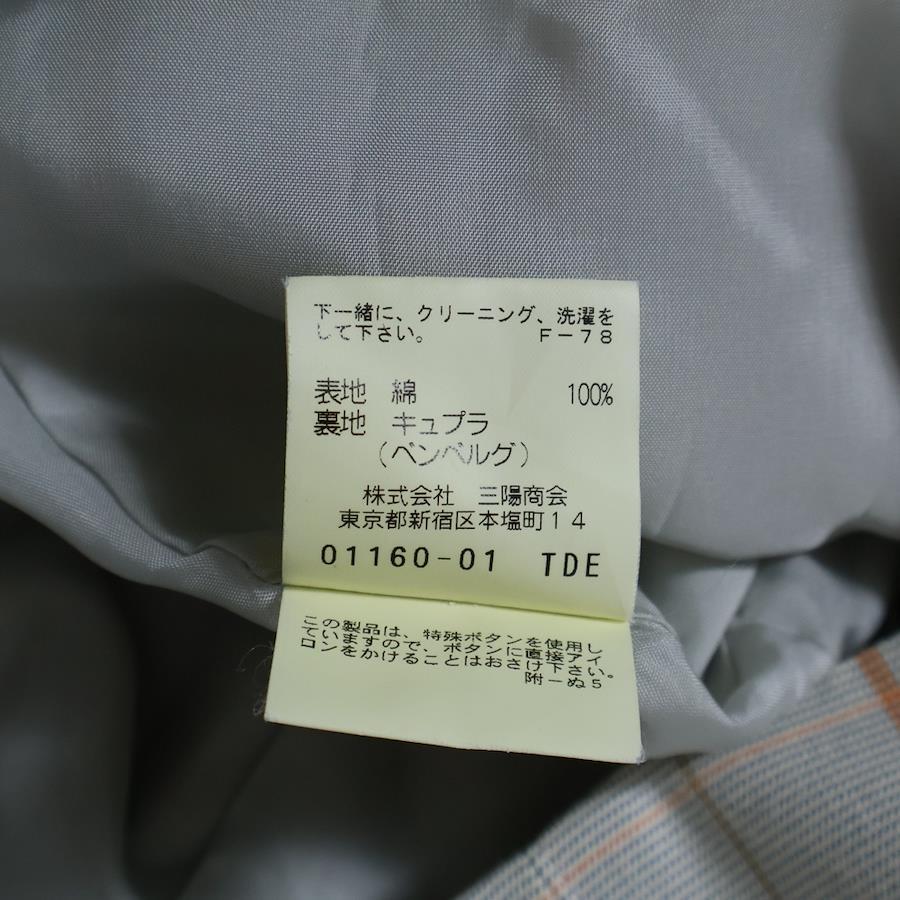 下一緒に、クリーニング、洗濯を
して下さい。 F－78
表地 綿 100%
裏地 キュプラ
(ベンベルグ)
株式会社 三陽商会
東京都新宿区本塩町14
01160-01 TDE
この製品は、特殊ボタンを使用し
ていますので、ボタンに直接アイ
ロンをかけることはおさけ下さい。
附－ぬ5